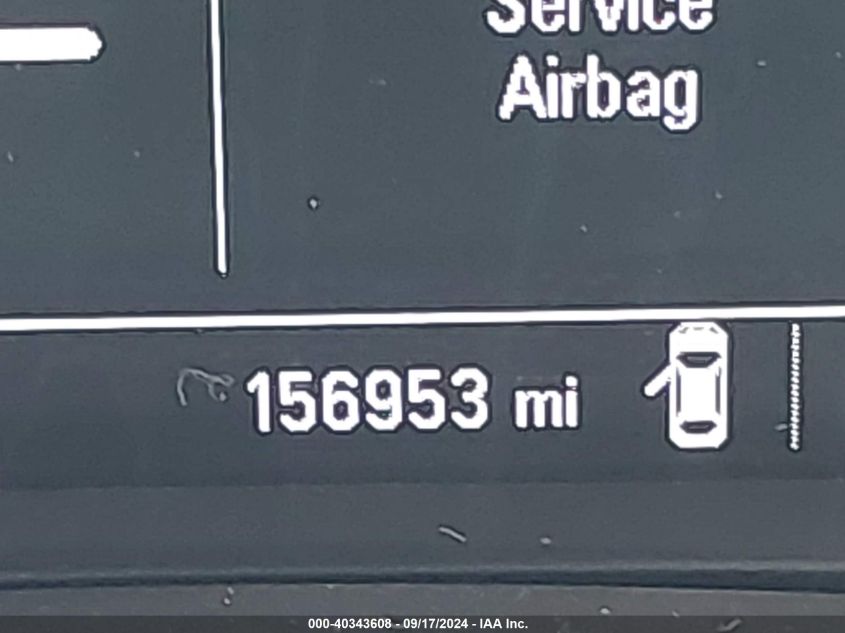 Service
Airbag
156953 mi
000-40343608 - 09/17/2024 - IAA Inc.